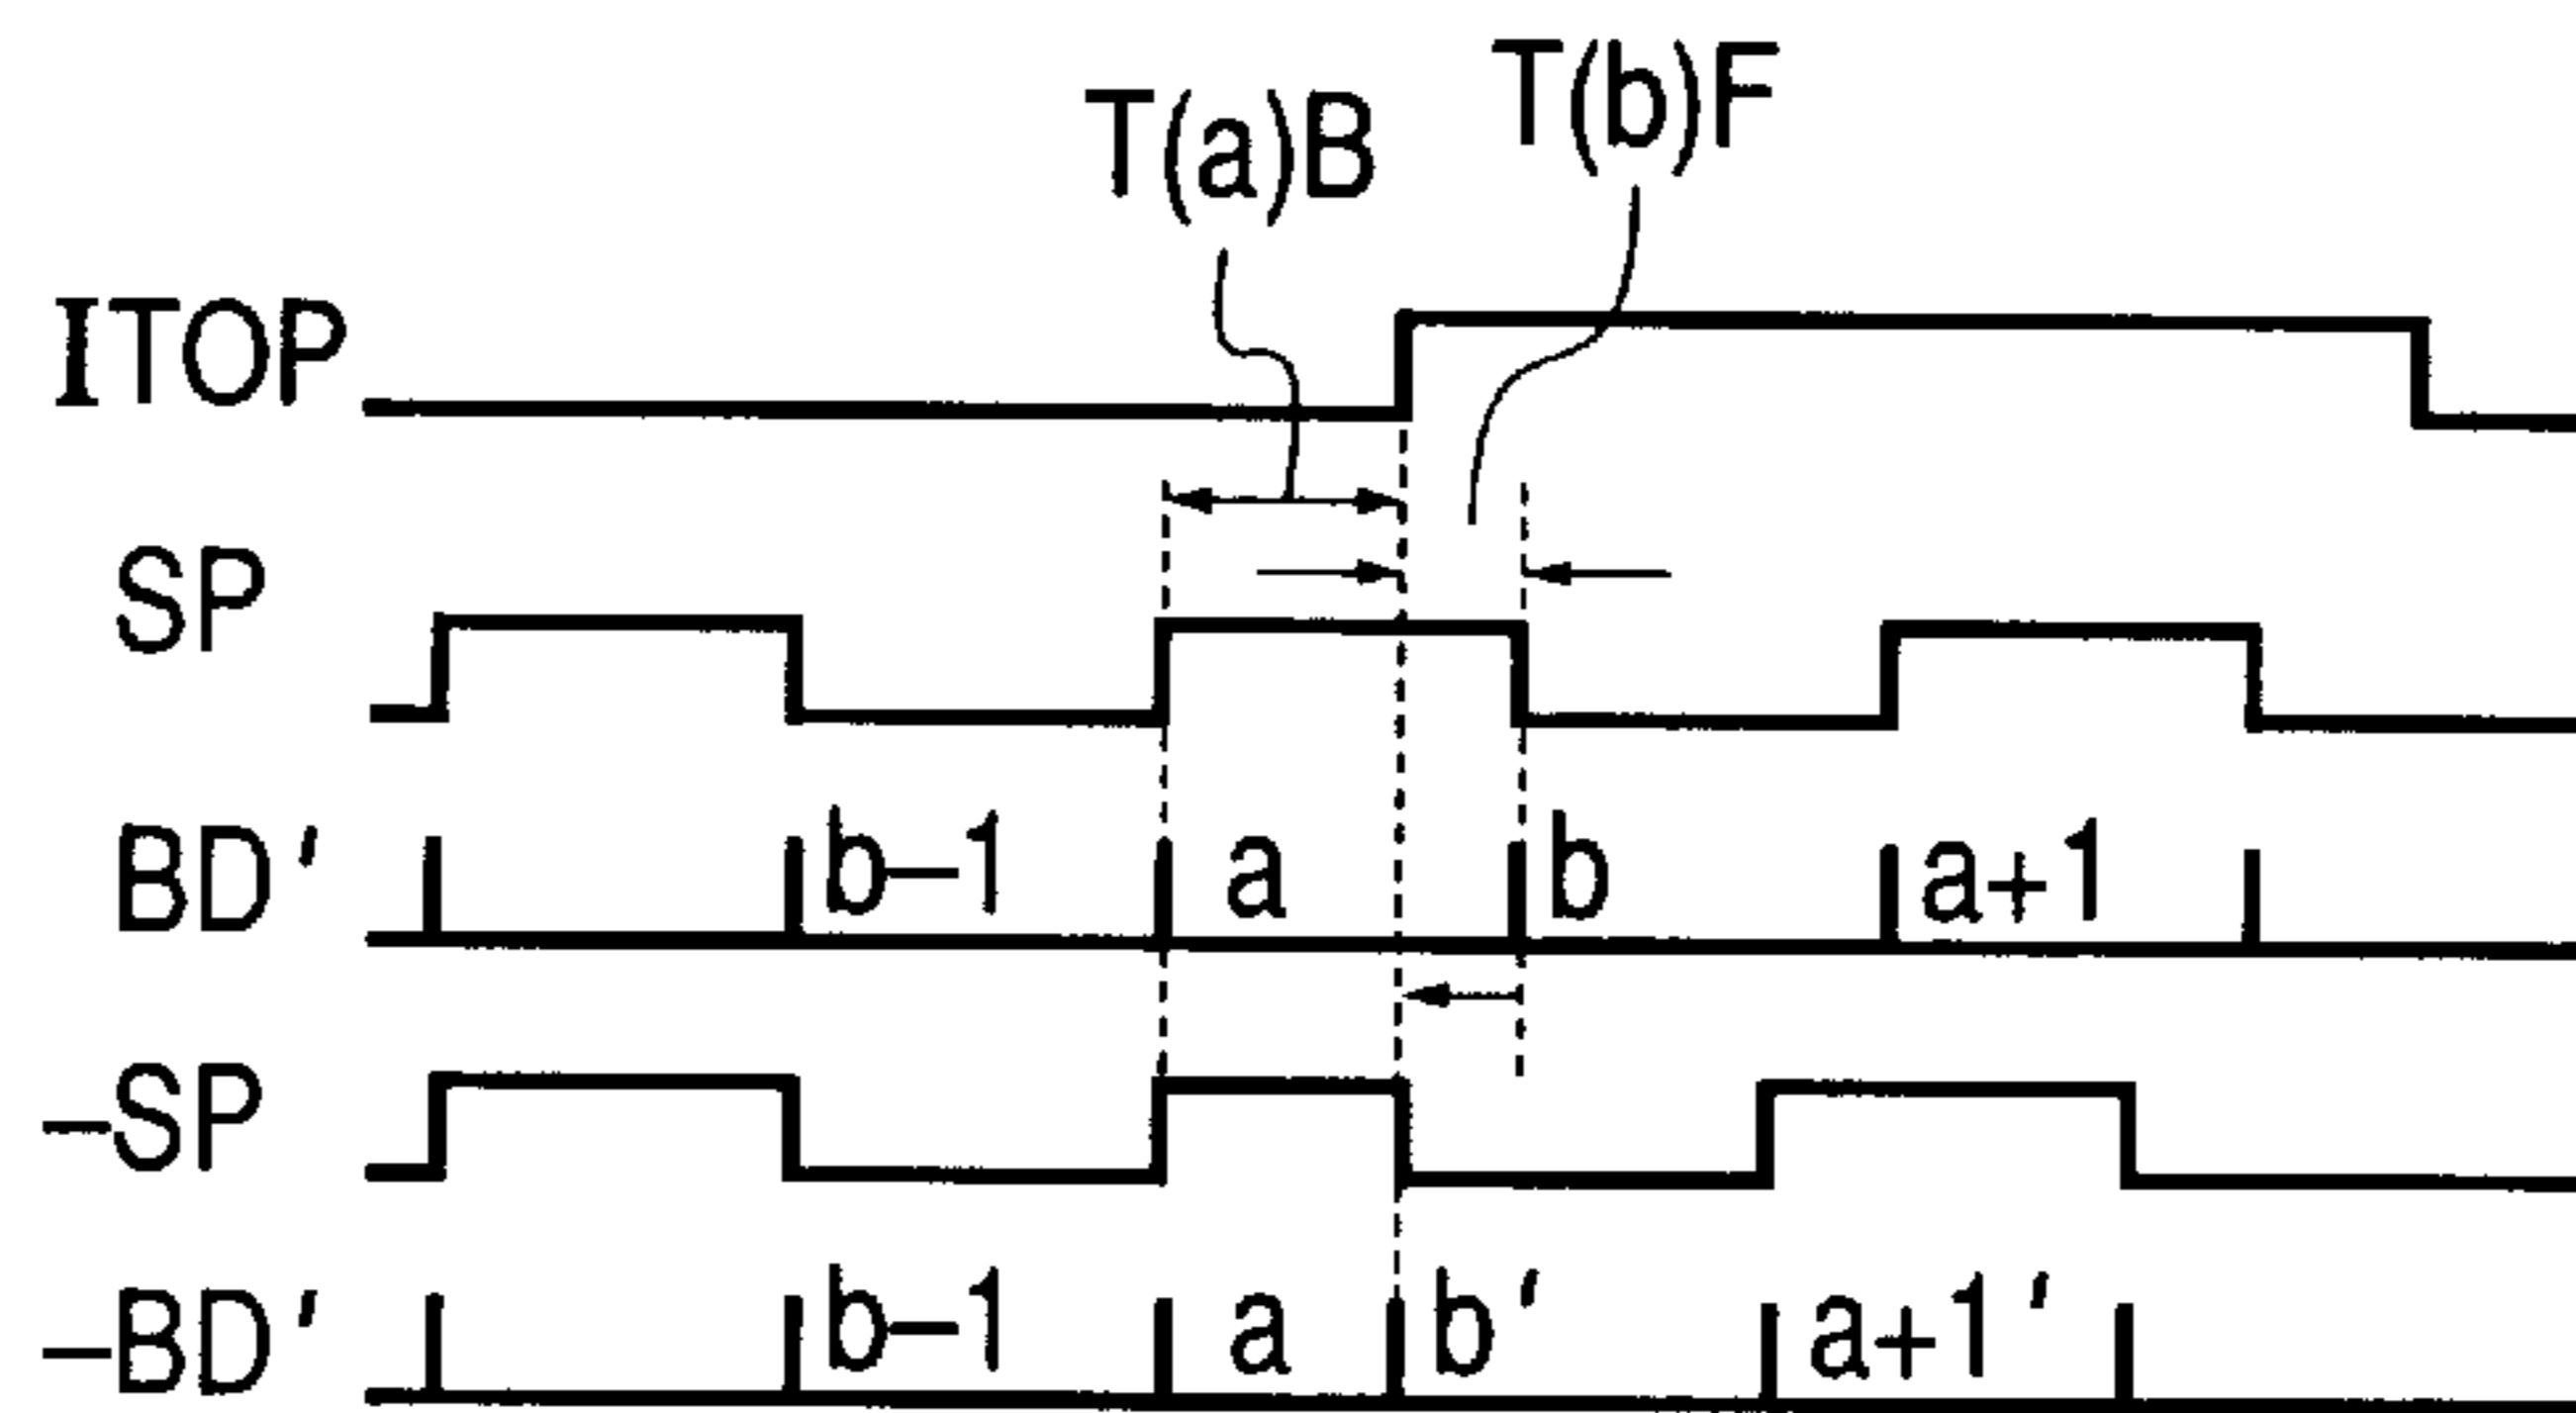 T(a)B T(b)F
ITOP
SP
BD' b-1 a b a+1
-SP
-BD' b-1 a b' a+1'